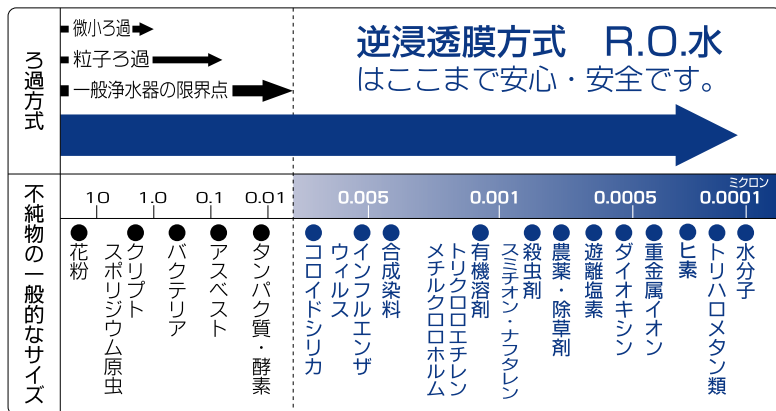 ろ過方式
微小ろ過
粒子ろ過
一般浄水器の限界点
逆浸透膜方式 R.O.水
はここまで安心・安全です。
不純物の一般的なサイズ
ミクロン
10 1.0 0.1 0.01 0.005 0.001 0.0005 0.0001
花粉
クリプト
スポリジウム原虫
バクテリア
アスベスト
タンパク質・酵素
コロイドシリカ
インフルエンザ
ウィルス
合成染料
有機溶剤
トリクロロエチレン
メチルクロロホルム
殺虫剤
スミチオン・ナフタレン
農薬・除草剤
遊離塩素
ダイオキシン
重金属イオン
ヒ素
トリハロメタン類
水分子